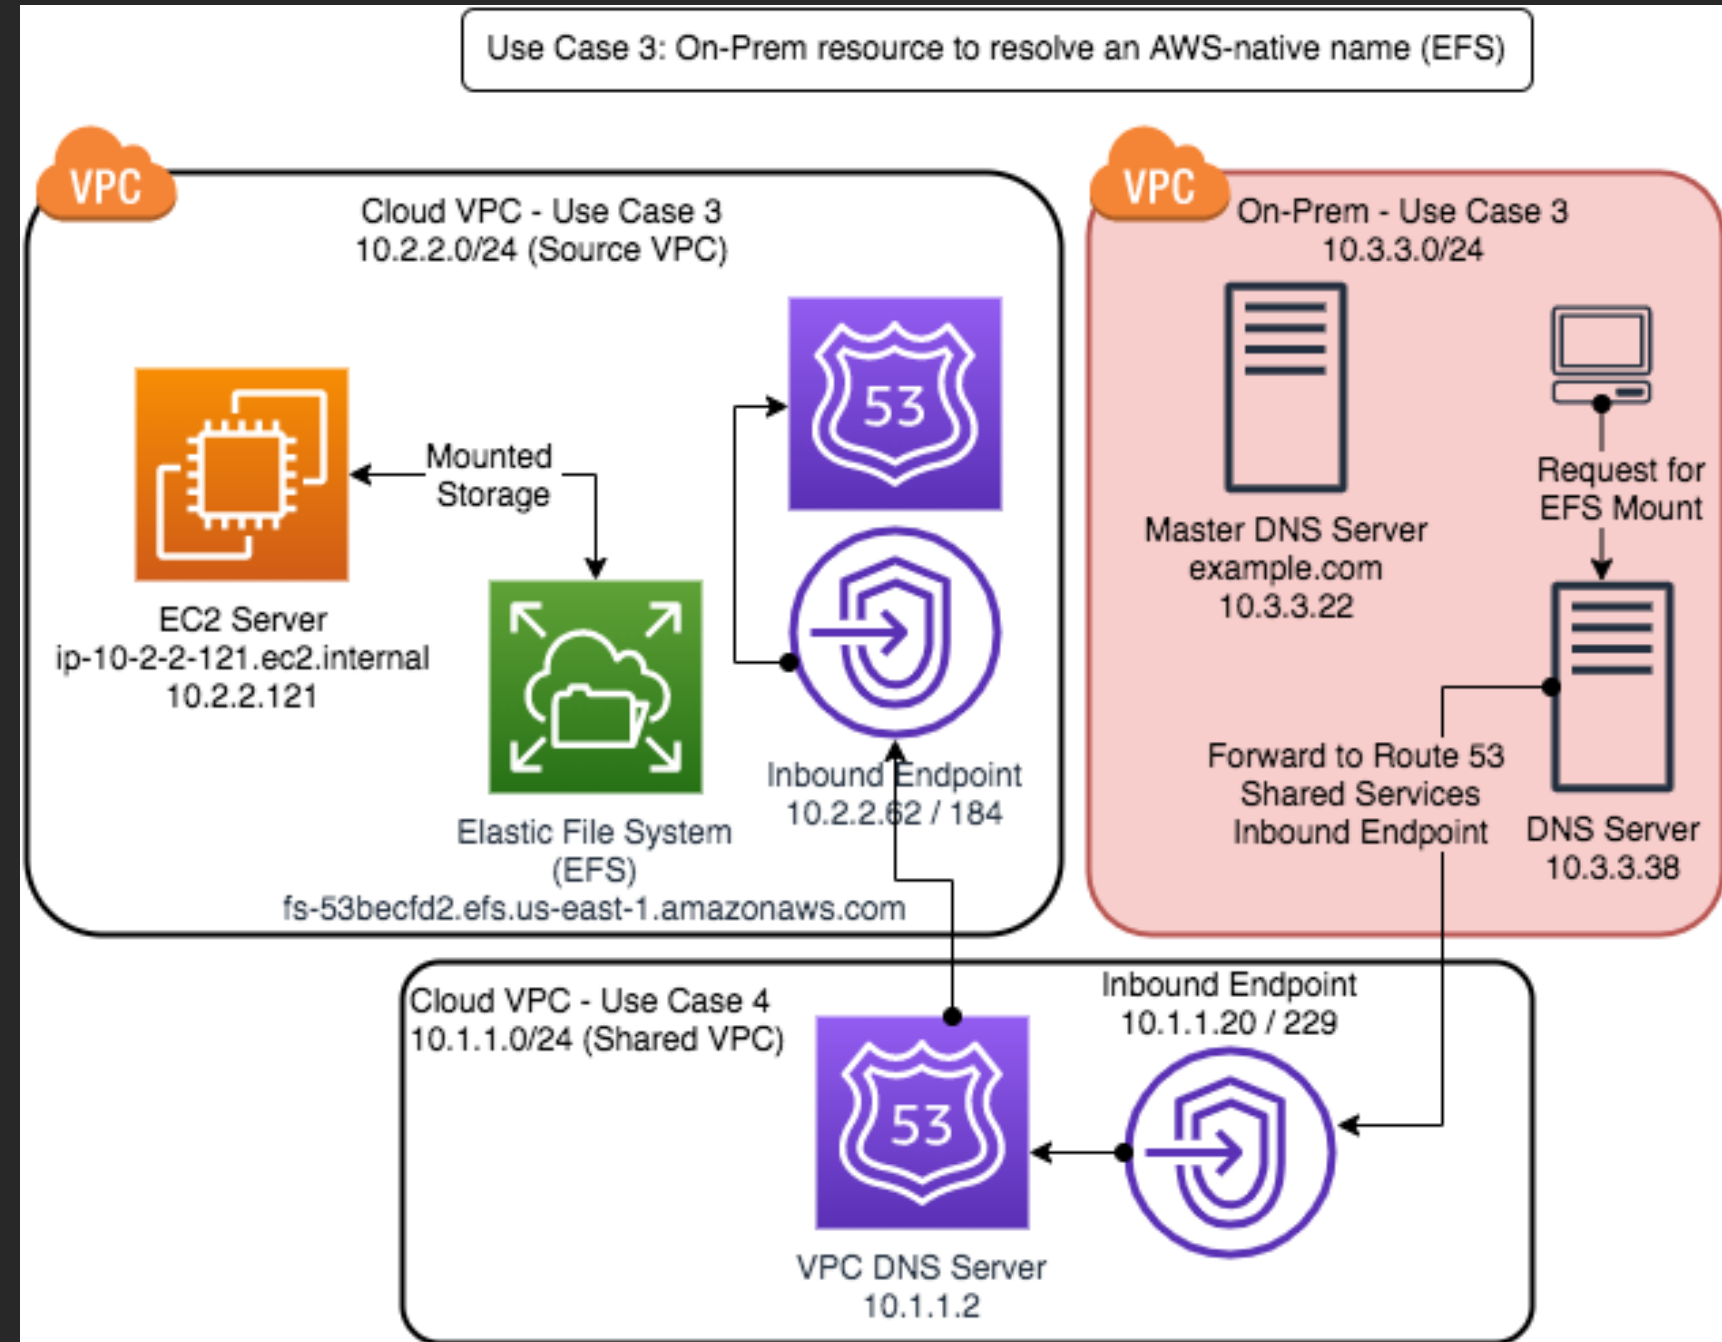 Use Case 3: On-Prem resource to resolve an AWS-native name (EFS)
VPC
Cloud VPC - Use Case 3
10.2.2.0/24 (Source VPC)
53
Mounted
Storage
EC2 Server
ip-10-2-2-121.ec2.internal
10.2.2.121
Inbound Endpoint
10.2.2.62 / 184
Elastic File System
(EFS)
fs-53becfd2.efs.us-east-1.amazonaws.com
VPC
On-Prem - Use Case 3
10.3.3.0/24
Request for
EFS Mount
Master DNS Server
example.com
10.3.3.22
Forward to Route 53
Shared Services
Inbound Endpoint
DNS Server
10.3.3.38
Cloud VPC - Use Case 4
10.1.1.0/24 (Shared VPC)
Inbound Endpoint
10.1.1.20 / 229
53
VPC DNS Server
10.1.1.2